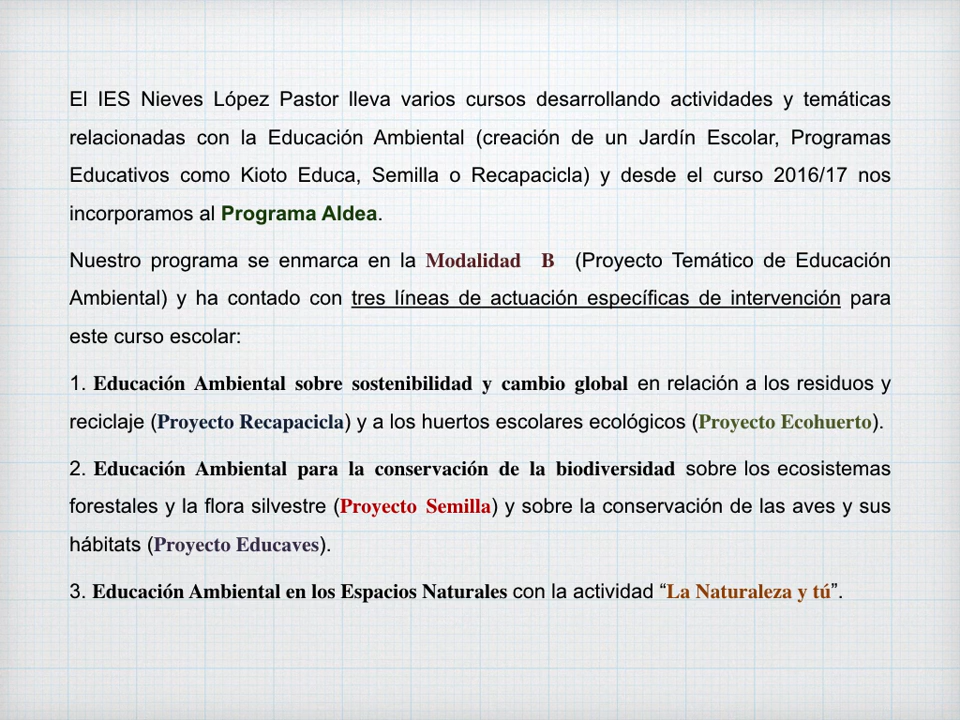 El IES Nieves López Pastor lleva varios cursos desarrollando actividades y temáticas
relacionadas con la Educación Ambiental (creación de un Jardín Escolar, Programas
Educativos como Kioto Educa, Semilla o Recapacicla) y desde el curso 2016/17 nos
incorporamos al Programa Aldea.
Nuestro programa se enmarca en la Modalidad B (Proyecto Temático de Educación
Ambiental) y ha contado con tres líneas de actuación específicas de intervención para
este curso escolar:
1. Educación Ambiental sobre sostenibilidad y cambio global en relación a los residuos y
reciclaje (Proyecto Recapacicla) y a los huertos escolares ecológicos (Proyecto Ecohuerto).
2. Educación Ambiental para la conservación de la biodiversidad sobre los ecosistemas
forestales y la flora silvestre (Proyecto Semilla) y sobre la conservación de las aves y sus
hábitats (Proyecto Educaves).
3. Educación Ambiental en los Espacios Naturales con la actividad “La Naturaleza y tú”.